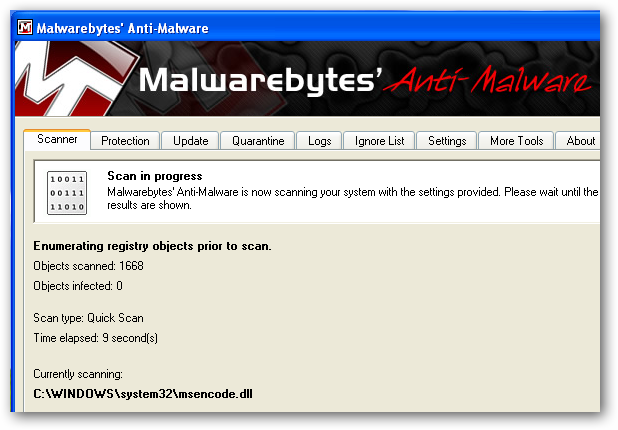 Malwarebytes' Anti-Malware
Malwarebytes' Anti-Malware
Scanner Protection Update Quarantine Logs Ignore List Settings More Tools About
10011
00111
11010
Scan in progress
Malwarebytes' Anti-Malware is now scanning your system with the settings provided. Please wait until the
results are shown.
Enumerating registry objects prior to scan.
Objects scanned: 1668
Objects infected: 0
Scan type: Quick Scan
Time elapsed: 9 second(s)
Currently scanning:
C:\WINDOWS\system32\msencode.dll